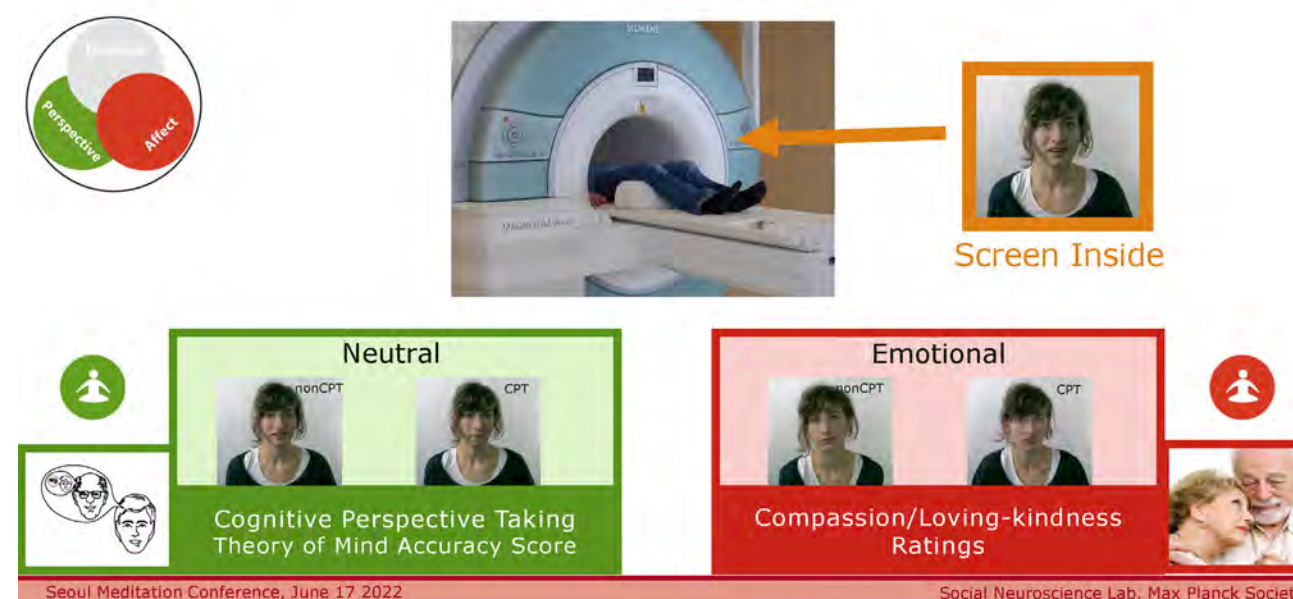 Presence
Perspective
Affect
SIEMENS
Screen Inside
Neutral
nonCPT
CPT
Cognitive Perspective Taking
Theory of Mind Accuracy Score
Emotional
nonCPT
CPT
Compassion/Loving-kindness
Ratings
Seoul Meditation Conference, June 17 2022
Social Neuroscience Lab, Max Planck Societ